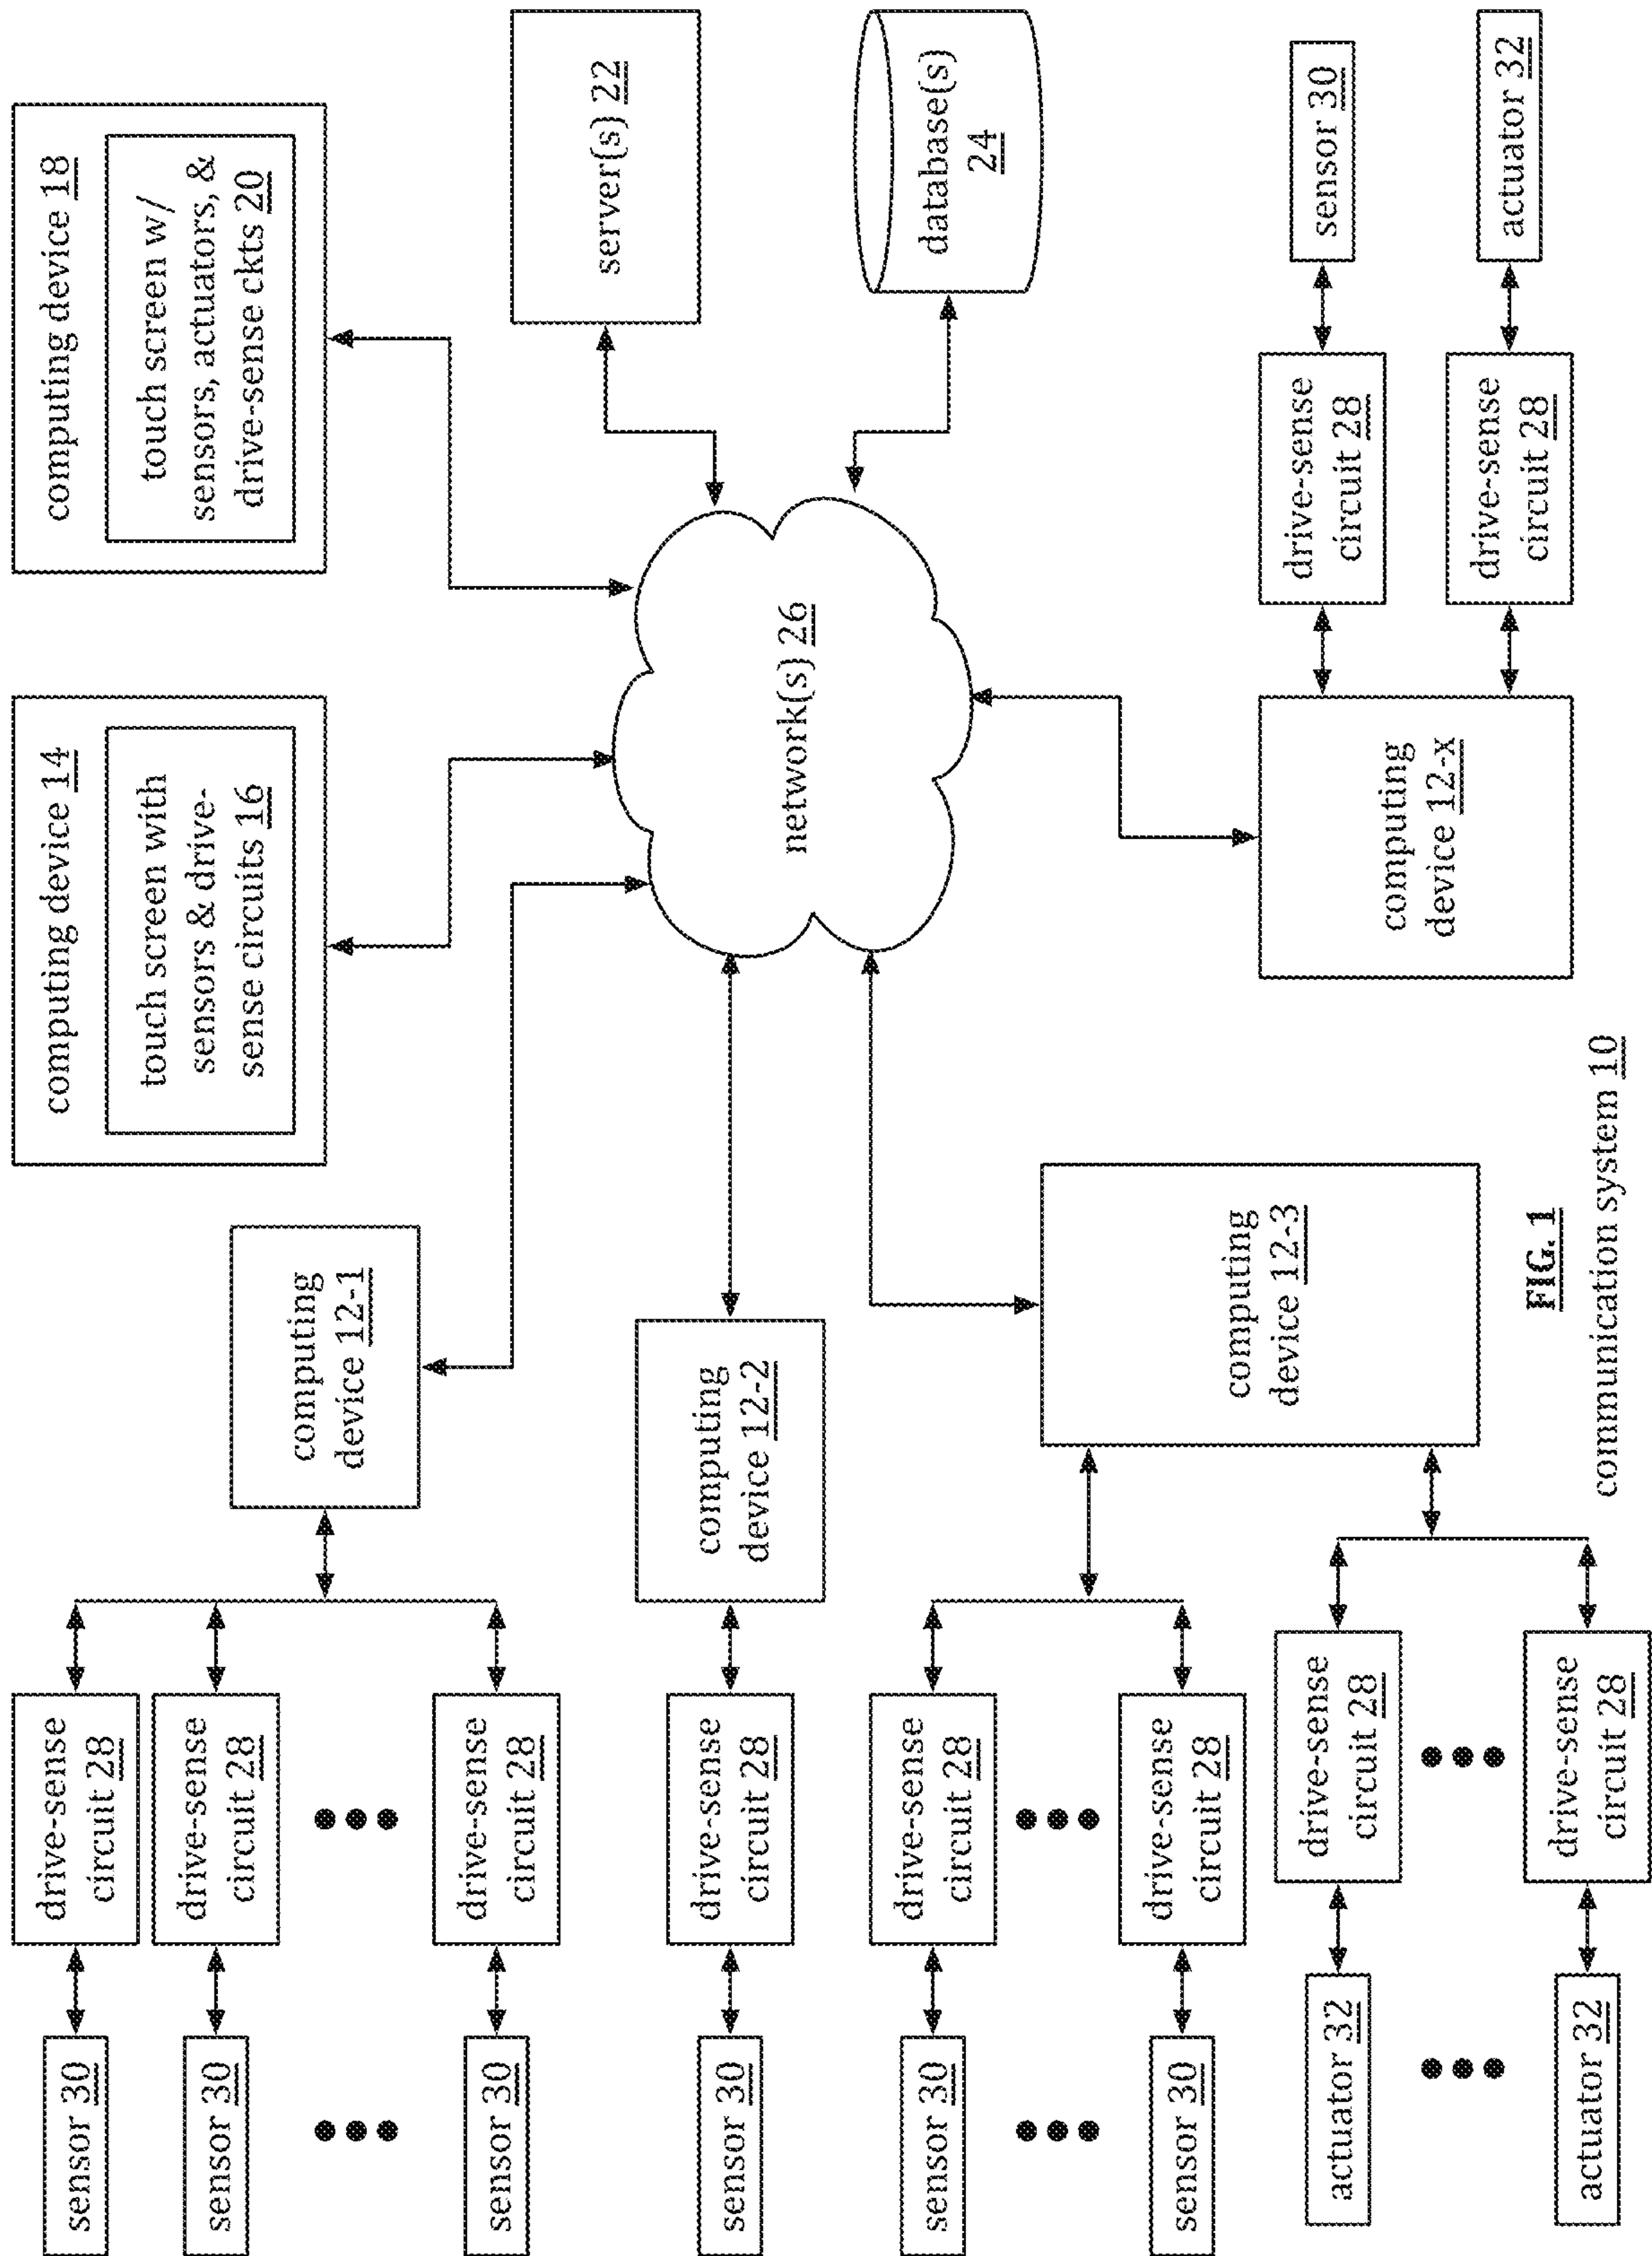 sensor 30
drive-sense
circuit 28
sensor 30
drive-sense
circuit 28
sensor 30
drive-sense
circuit 28
computing
device 12-1
computing device 14
touch screen with
sensors & drive-
sense circuits 16
computing device 18
touch screen w/
sensors, actuators, &
drive-sense ckts 20
sensor 30
drive-sense
circuit 28
computing
device 12-2
network(s) 26
server(s) 22
database(s)
24
sensor 30
drive-sense
circuit 28
sensor 30
drive-sense
circuit 28
computing
device 12-3
actuator 32
drive-sense
circuit 28
actuator 32
drive-sense
circuit 28
computing
device 12-x
drive-sense
circuit 28
sensor 30
drive-sense
circuit 28
actuator 32
FIG. 1
communication system 10